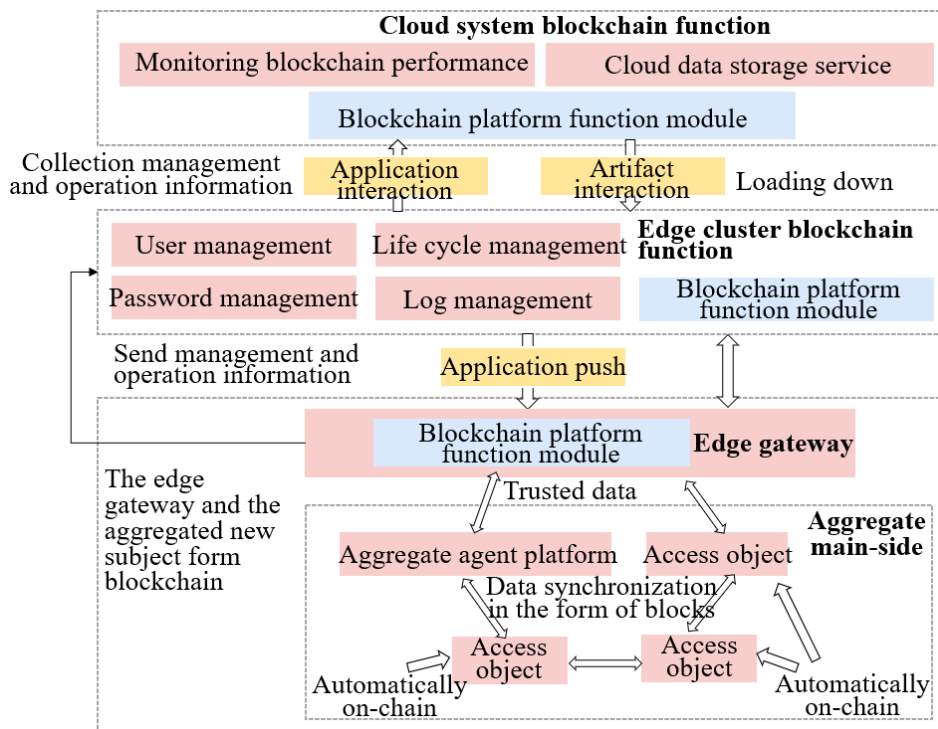 Cloud system blockchain function
Monitoring blockchain performance
Cloud data storage service
Blockchain platform function module
Collection management
and operation information
Application
interaction
Artifact
interaction
Loading down
User management
Life cycle management
Edge cluster blockchain
function
Password management
Log management
Blockchain platform
function module
Send management and
operation information
Application push
Blockchain platform
function module
Edge gateway
The edge
gateway and the
aggregated new
subject form
blockchain
Trusted data
Aggregate
main-side
Aggregate agent platform
Access object
Data synchronization
in the form of blocks
Access
object
Access
object
Automatically
on-chain
Automatically
on-chain